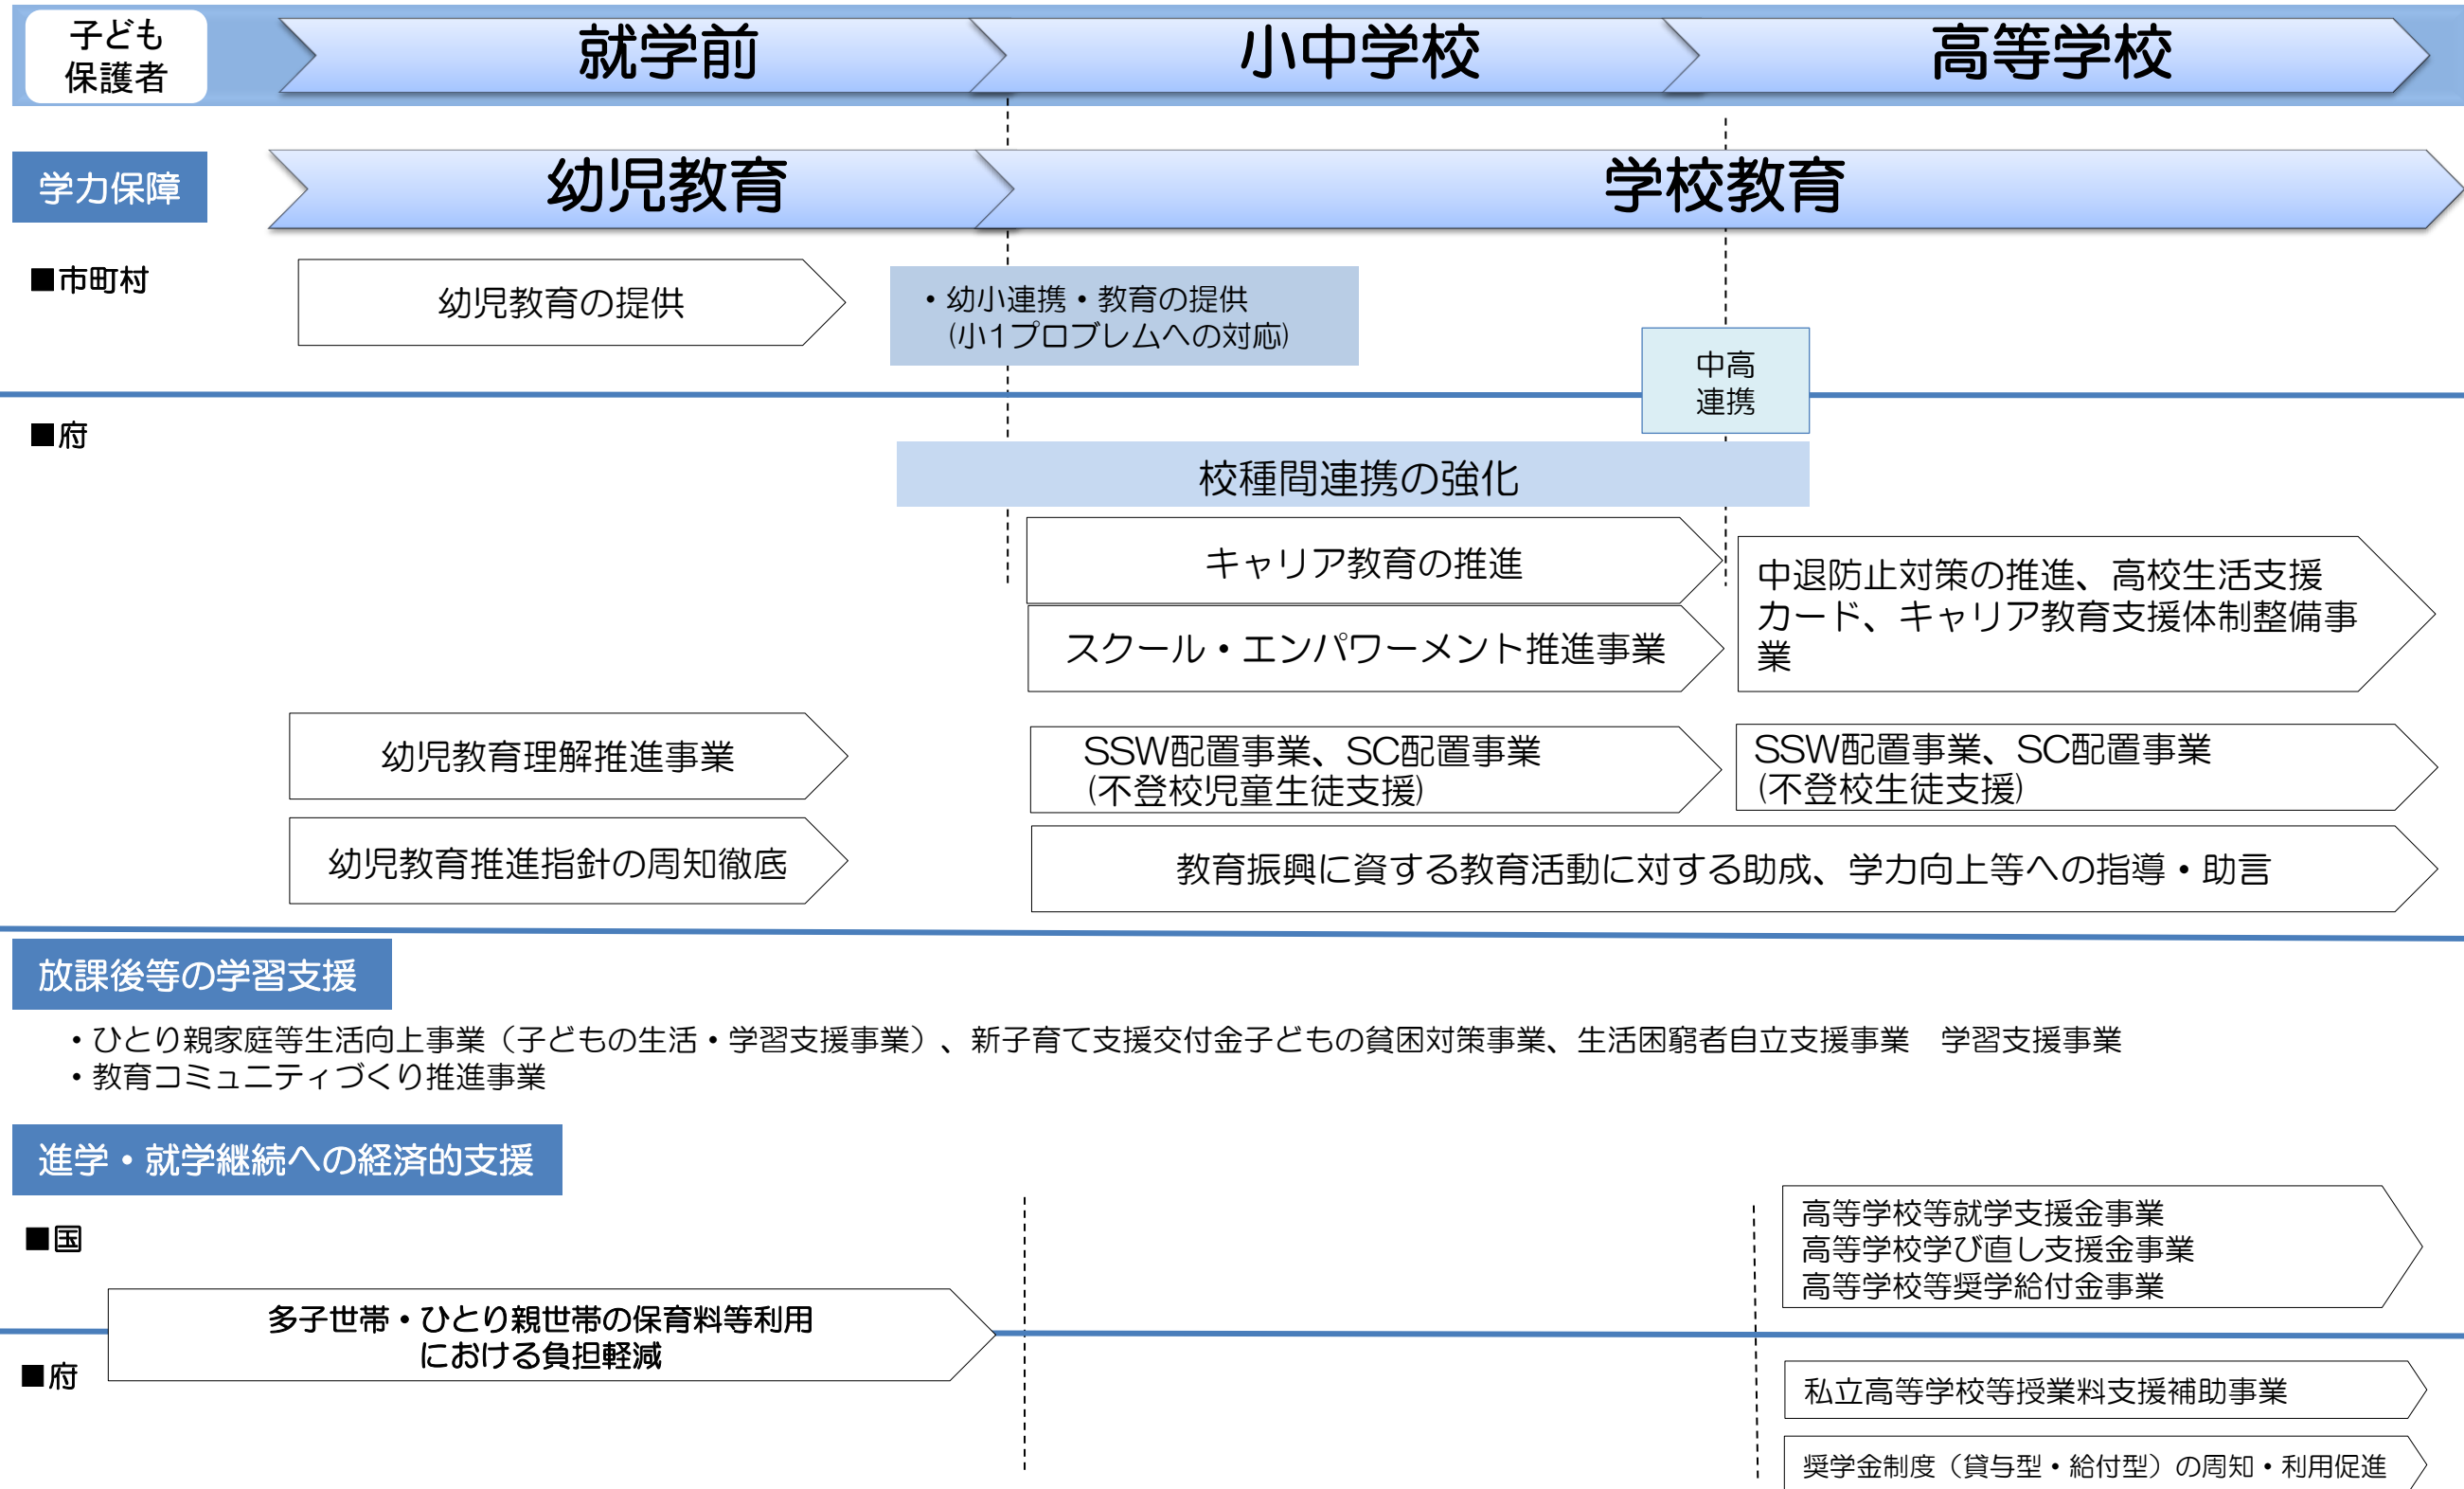 子ども
保護者
就学前
小中学校
高等学校
学力保障
幼児教育
学校教育
■市町村
幼児教育の提供
・幼小連携・教育の提供
(小1プロブレムへの対応)
中高
連携
■府
校種間連携の強化
キャリア教育の推進
中退防止対策の推進、高校生活支援
カード、キャリア教育支援体制整備事
業
スクール・エンパワーメント推進事業
幼児教育理解推進事業
SSW配置事業、SC配置事業
(不登校児童生徒支援)
SSW配置事業、SC配置事業
(不登校生徒支援)
幼児教育推進指針の周知徹底
教育振興に資する教育活動に対する助成、学力向上等への指導・助言
放課後等の学習支援
・ひとり親家庭等生活向上事業（子どもの生活・学習支援事業）、新子育て支援交付金子どもの貧困対策事業、生活困窮者自立支援事業　学習支援事業
・教育コミュニティづくり推進事業
進学・就学継続への経済的支援
■国
高等学校等就学支援金事業
高等学校学び直し支援金事業
高等学校等奨学給付金事業
多子世帯・ひとり親世帯の保育料等利用
における負担軽減
■府
私立高等学校等授業料支援補助事業
奨学金制度（貸与型・給付型）の周知・利用促進